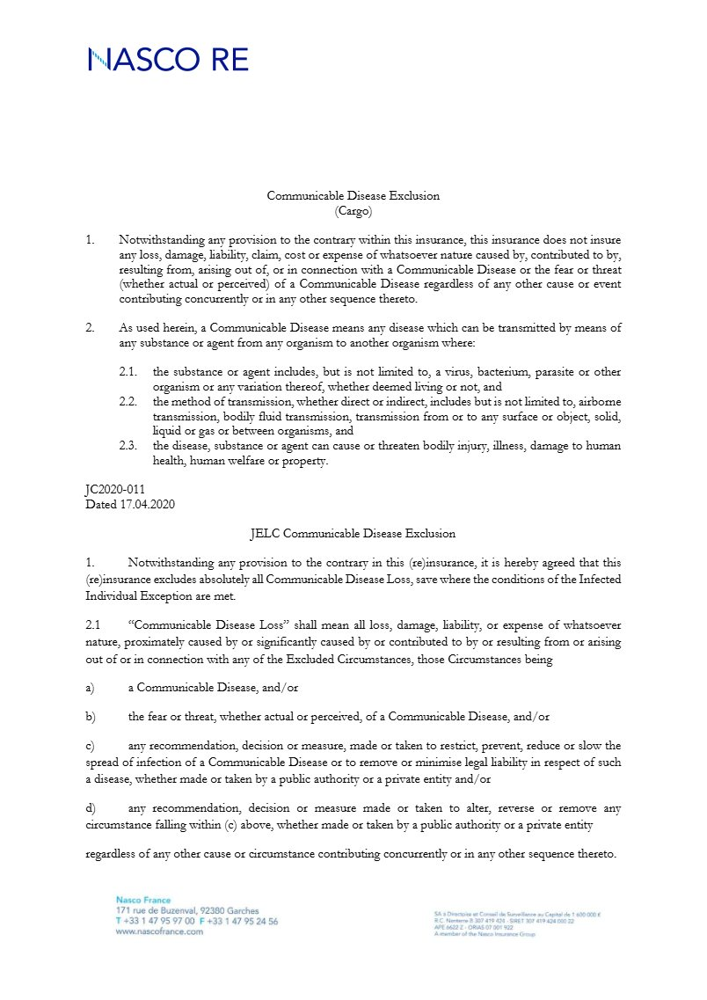 NASCO RE
Communicable Disease Exclusion
(Cargo)
1. Notwithstanding any provision to the contrary within this insurance, this insurance does not insure
any loss, damage, liability, claim, cost or expense of whatsoever nature caused by, contributed to by,
resulting from, arising out of, or in connection with a Communicable Disease or the fear or threat
(whether actual or perceived) of a Communicable Disease regardless of any other cause or event
contributing concurrently or in any other sequence thereto.
2. As used herein, a Communicable Disease means any disease which can be transmitted by means of
any substance or agent from any organism to another organism where:
2.1. the substance or agent includes, but is not limited to, a virus, bacterium, parasite or other
organism or any variation thereof, whether deemed living or not, and
2.2. the method of transmission, whether direct or indirect, includes but is not limited to, airborne
transmission, bodily fluid transmission, transmission from or to any surface or object, solid,
liquid or gas or between organisms, and
2.3. the disease, substance or agent can cause or threaten bodily injury, illness, damage to human
health, human welfare or property.
JC2020-011
Dated 17.04.2020
JELC Communicable Disease Exclusion
1. Notwithstanding any provision to the contrary in this (re)insurance, it is hereby agreed that this
(re)insurance excludes absolutely all Communicable Disease Loss, save where the conditions of the Infected
Individual Exception are met.
2.1 “Communicable Disease Loss” shall mean all loss, damage, liability, or expense of whatsoever
nature, proximately caused by or significantly caused by or contributed to by or resulting from or arising
out of or in connection with any of the Excluded Circumstances, those Circumstances being
a) a Communicable Disease, and/or
b) the fear or threat, whether actual or perceived, of a Communicable Disease, and/or
c) any recommendation, decision or measure, made or taken to restrict, prevent, reduce or slow the
spread of infection of a Communicable Disease or to remove or minimise legal liability in respect of such
a disease, whether made or taken by a public authority or a private entity and/or
d) any recommendation, decision or measure made or taken to alter, reverse or remove any
circumstance falling within (c) above, whether made or taken by a public authority or a private entity
regardless of any other cause or circumstance contributing concurrently or in any other sequence thereto.
Nasco France
171 rue de Buzenval, 92380 Garches
T +33 1 47 95 97 00 F +33 1 47 95 24 56
www.nascofrance.com
SA à Directoire et Conseil de Surveillance au Capital de 1 600 000 €
R.C. Nanterre B 307 419 424 - SIRET 307 419 424 000 22
APE 6622 Z - ORIAS 07 001 922
A member of the Nasco Insurance Group